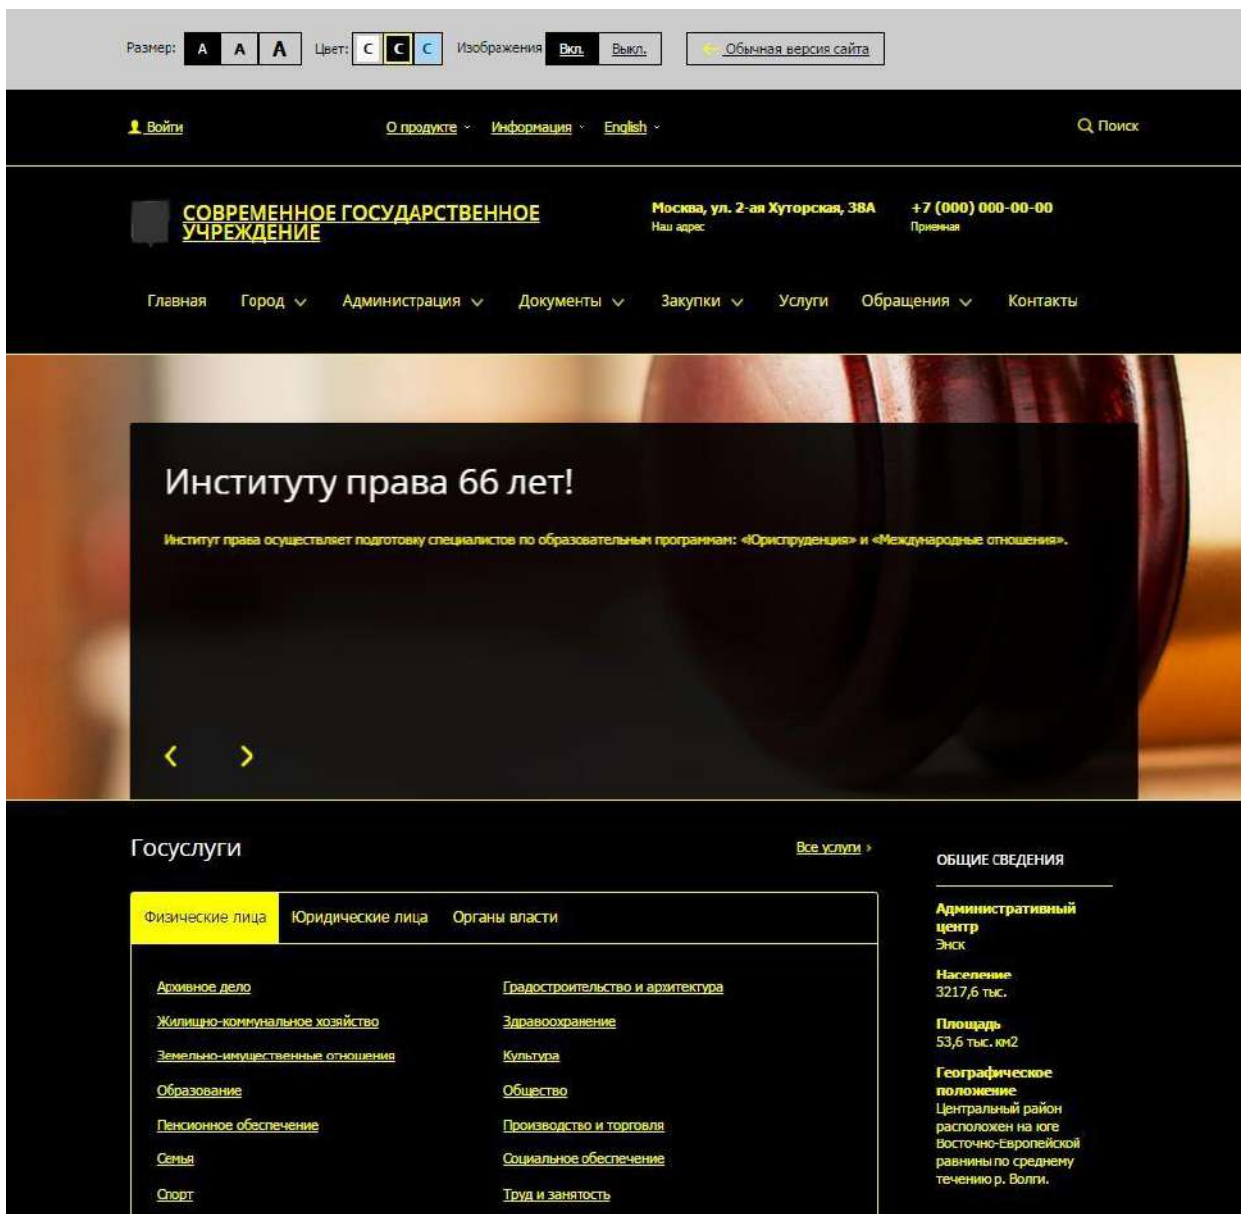 Размер: A A A Цвет: C C C Изображения Вкл. Выкл. Обычная версия сайта
Войти О продукте Информация English Поиск
СОВРЕМЕННОЕ ГОСУДАРСТВЕННОЕ
УЧРЕЖДЕНИЕ
Москва, ул. 2-ая Хуторская, 38А
Наш адрес
+7 (000) 000-00-00
Приемная
Главная Город Администрация Документы Закупки Услуги Обращения Контакты
Институту права 66 лет!
Институт права осуществляет подготовку специалистов по образовательным программам: «Юриспруденция» и «Международные отношения».
Госуслуги
Все услуги ›
Физические лица Юридические лица Органы власти
Архивное дело
Жилищно-коммунальное хозяйство
Земельно-имущественные отношения
Образование
Пенсионное обеспечение
Семья
Спорт
Градостроительство и архитектура
Здравоохранение
Культура
Общество
Производство и торговля
Социальное обеспечение
Труд и занятость
ОБЩИЕ СВЕДЕНИЯ
Административный
центр
Энск
Население
3217,6 тыс.
Площадь
53,6 тыс. км2
Географическое
положение
Центральный район
расположен на юге
Восточно-Европейской
равнины по среднему
течению р. Волги.